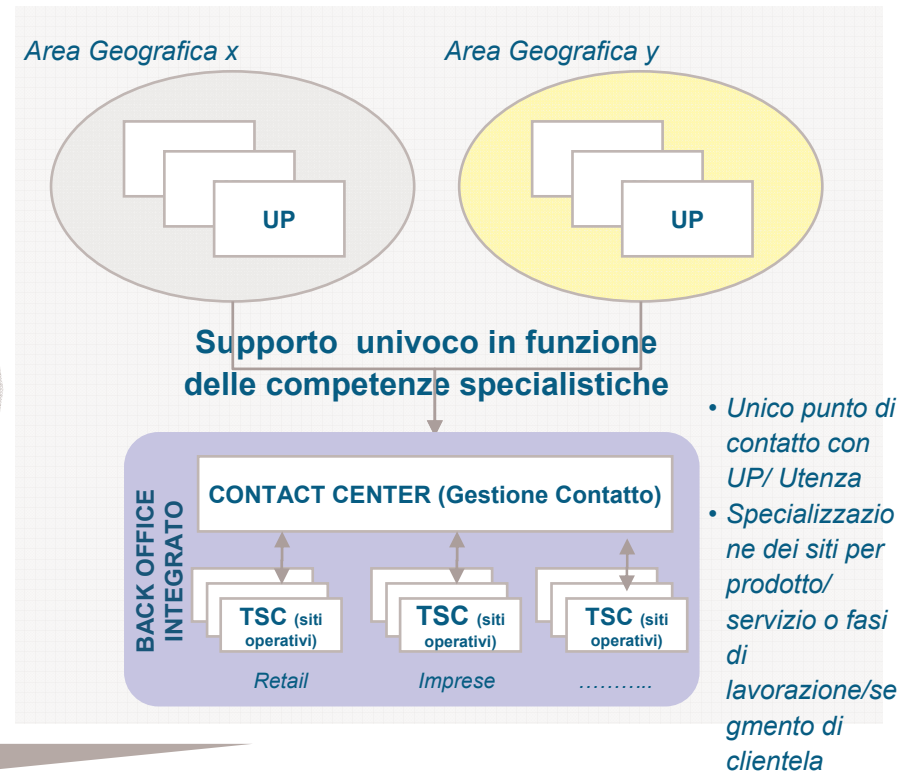 Area Geografica x
Area Geografica y
UP
UP
Supporto univoco in funzione
delle competenze specialistiche
BACK OFFICE
INTEGRATO
CONTACT CENTER (Gestione Contatto)
TSC (siti
operativi)
TSC (siti
operativi)
TSC (siti
operativi)
Retail
Imprese
………..
• Unico punto di
contatto con
UP/ Utenza
• Specializzazio
ne dei siti per
prodotto/
servizio o fasi
di
lavorazione/se
gmento di
clientela